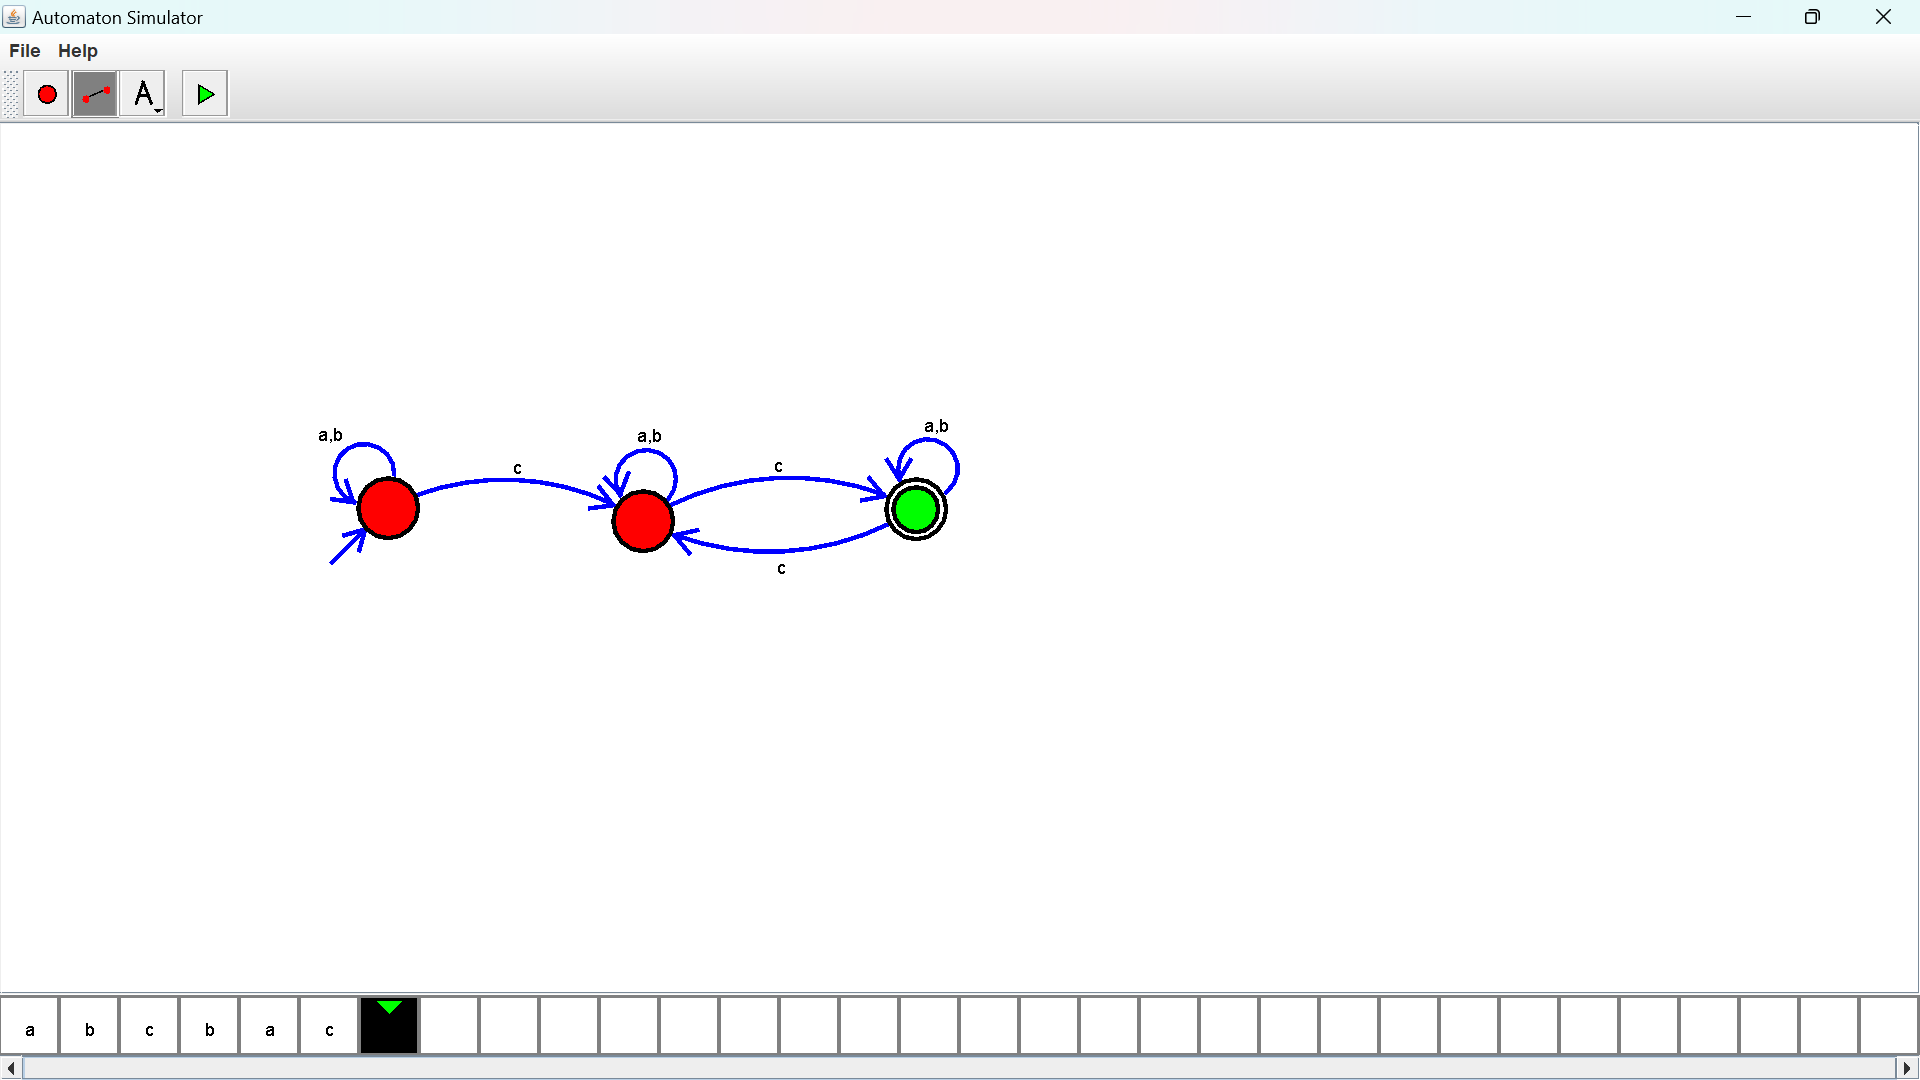 Automaton Simulator
File Help
A
a,b
a,b
a,b
c
c
c
a b c b a c